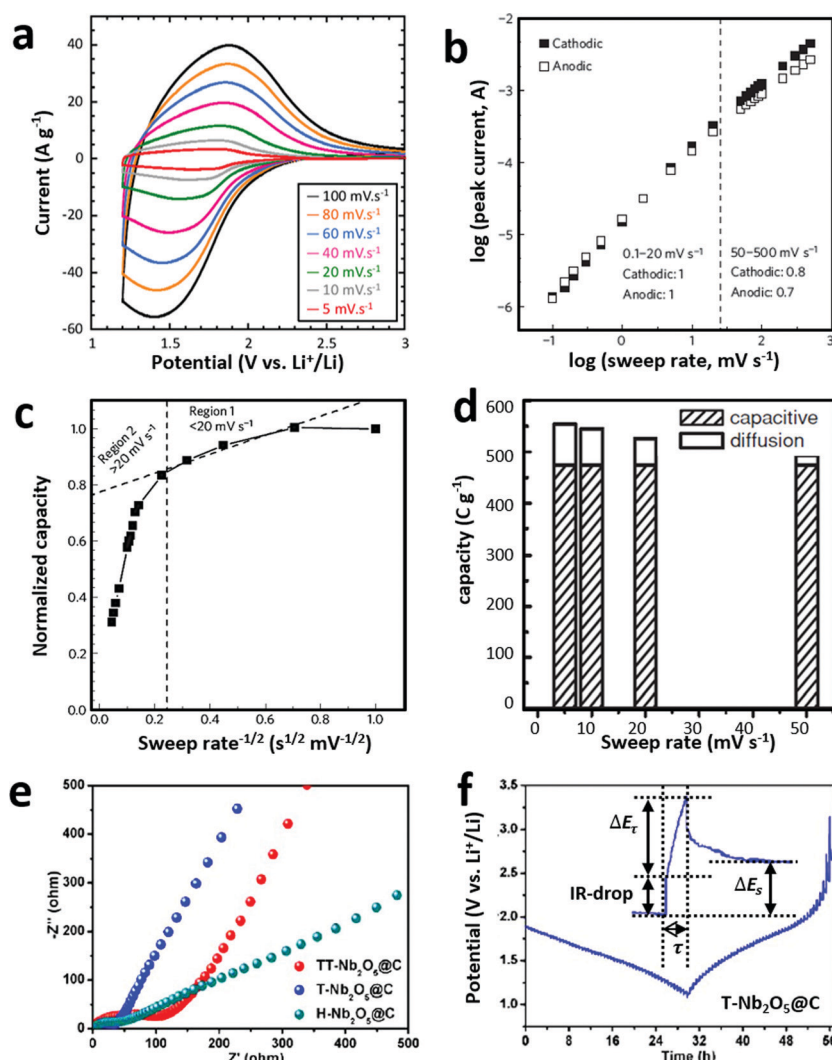 a
Current (A g⁻¹)
40
20
0
-20
-40
-60
100 mV.s⁻¹
80 mV.s⁻¹
60 mV.s⁻¹
40 mV.s⁻¹
20 mV.s⁻¹
10 mV.s⁻¹
5 mV.s⁻¹
1 1.5 2 2.5 3
Potential (V vs. Li⁺/Li)
b
log (peak current, A)
-2
-3
-4
-5
-6
Cathodic
Anodic
0.1–20 mV s⁻¹
Cathodic: 1
Anodic: 1
50–500 mV s⁻¹
Cathodic: 0.8
Anodic: 0.7
-1 0 1 2
log (sweep rate, mV s⁻¹)
c
Normalized capacity
1.0
0.8
0.6
0.4
0.2
0.0
Region 2
>20 mV s⁻¹
Region 1
<20 mV s⁻¹
0.0 0.2 0.4 0.6 0.8 1.0
Sweep rate⁻¹/² (s¹/² mV⁻¹/²)
d
capacity (C g⁻¹)
600
500
400
300
200
100
0
capacitive
diffusion
0 10 20 30 40 50
Sweep rate (mV s⁻¹)
e
-Z'' (ohm)
500
400
300
200
100
0
TT-Nb₂O₅@C
T-Nb₂O₅@C
H-Nb₂O₅@C
0 100 200 300 400 500
Z' (ohm)
f
Potential (V vs. Li⁺/Li)
3.5
3.0
2.5
2.0
1.5
1.0
ΔEτ
IR-drop
ΔEs
τ
T-Nb₂O₅@C
0 8 16 24 32 40 48 56
Time (h)